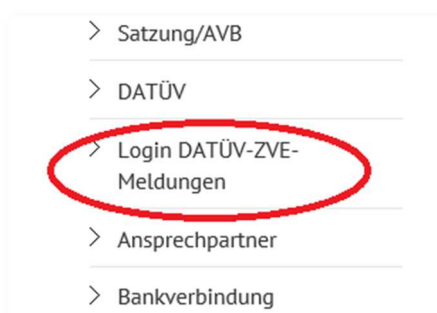 Satzung/AVB
DATÜV
Login DATÜV-ZVE-
Meldungen
Ansprechpartner
Bankverbindung